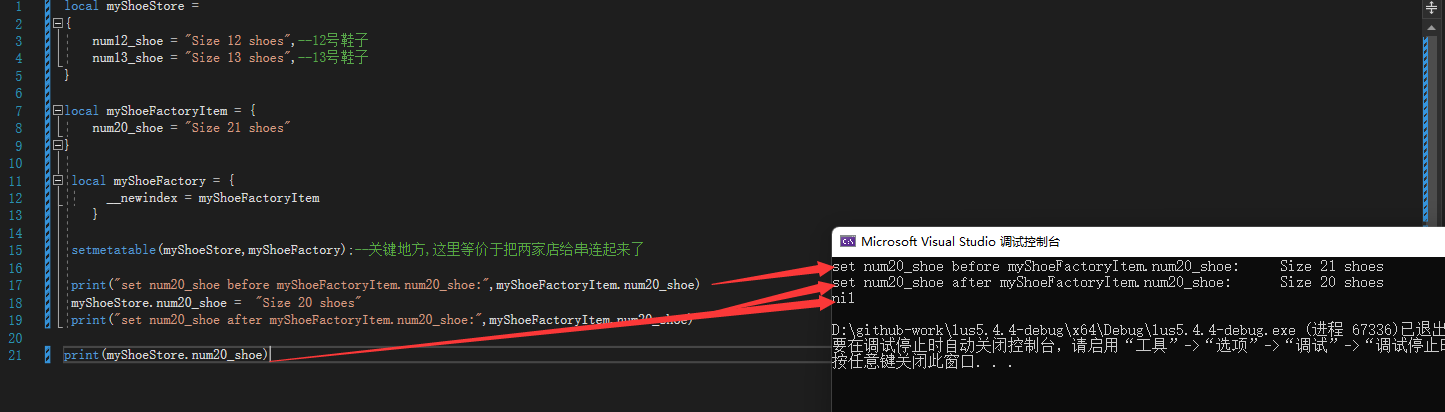 1 local myShoeStore =
2 {
3 num12_shoe = "Size 12 shoes",--12号鞋子
4 num13_shoe = "Size 13 shoes",--13号鞋子
5 }
6
7 local myShoeFactoryItem = {
8 num20_shoe = "Size 21 shoes"
9 }
10
11 local myShoeFactory = {
12 __newindex = myShoeFactoryItem
13 }
14
15 setmetatable(myShoeStore,myShoeFactory);--关键地方,这里等价于把两家店给串连起来了
16
17 print("set num20_shoe before myShoeFactoryItem.num20_shoe:",myShoeFactoryItem.num20_shoe)
18 myShoeStore.num20_shoe = "Size 20 shoes"
19 print("set num20_shoe after myShoeFactoryItem.num20_shoe:",myShoeFactoryItem.num20_shoe)
20
21 print(myShoeStore.num20_shoe)
Microsoft Visual Studio 调试控制台
set num20_shoe before myShoeFactoryItem.num20_shoe: Size 21 shoes
set num20_shoe after myShoeFactoryItem.num20_shoe: Size 20 shoes
nil
D:\github-work\lus5.4.4-debug\x64\Debug\lus5.4.4-debug.exe (进程 67336)已退出
要在调试停止时自动关闭控制台，请启用“工具”->“选项”->“调试”->“调试停止时
按任意键关闭此窗口. . .